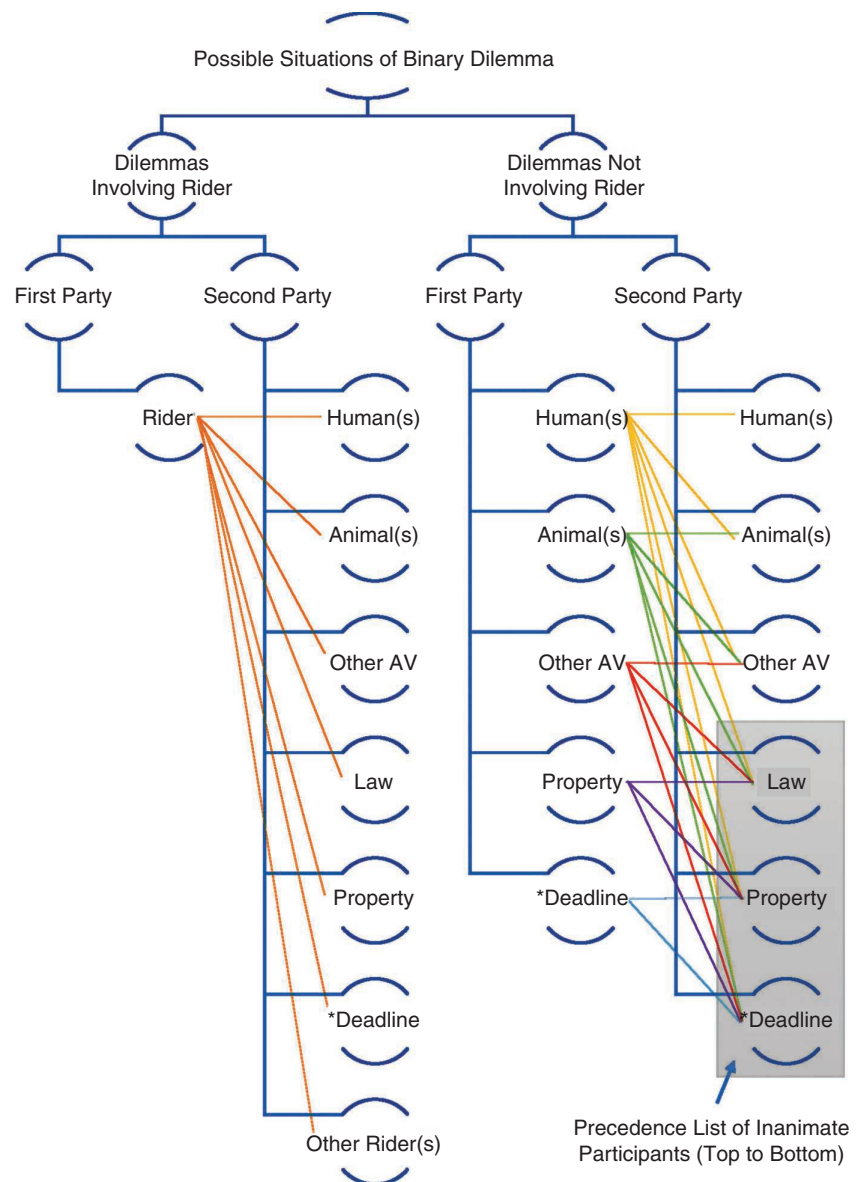 Possible Situations of Binary Dilemma
Dilemmas
Involving Rider
Dilemmas Not
Involving Rider
First Party
Second Party
First Party
Second Party
Rider
Human(s)
Animal(s)
Other AV
Law
Property
*Deadline
Other Rider(s)
Human(s)
Animal(s)
Other AV
Property
*Deadline
Human(s)
Animal(s)
Other AV
Law
Property
*Deadline
Precedence List of Inanimate
Participants (Top to Bottom)